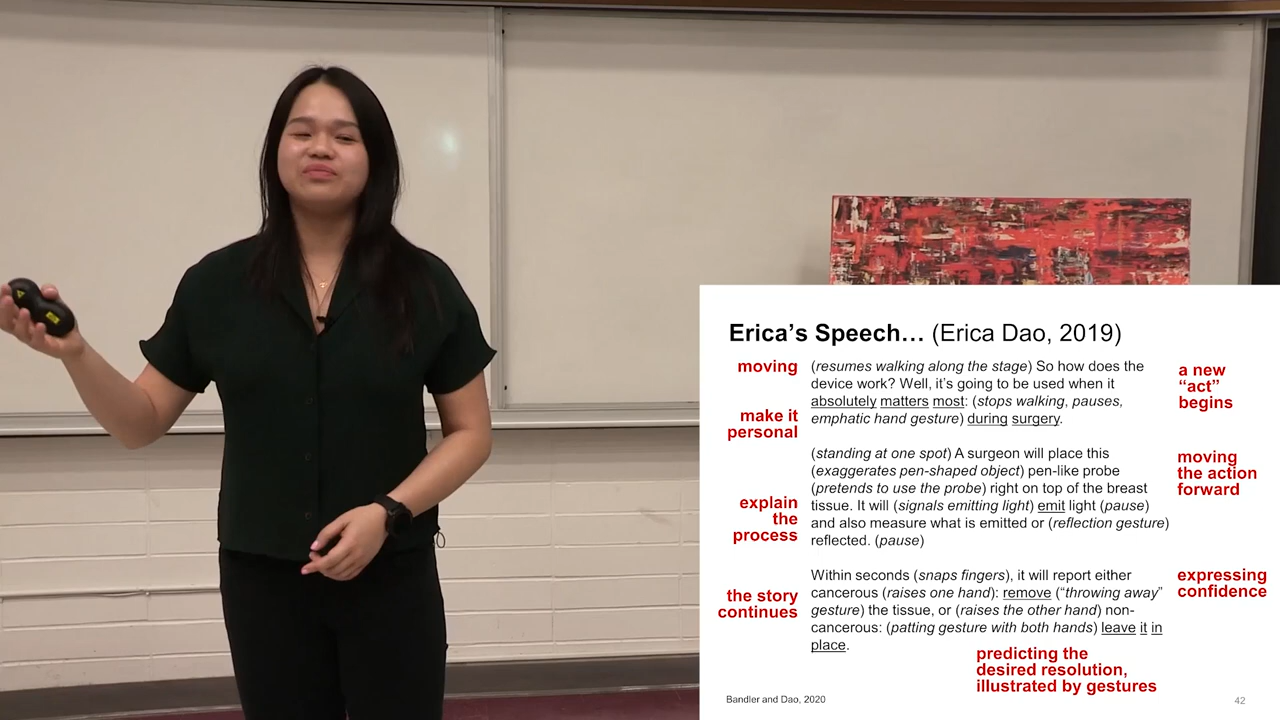 Erica’s Speech… (Erica Dao, 2019)
moving
make it
personal
explain
the
process
the story
continues
(resumes walking along the stage) So how does the
device work? Well, it’s going to be used when it
absolutely matters most: (stops walking, pauses,
emphatic hand gesture) during surgery.
(standing at one spot) A surgeon will place this
(exaggerates pen-shaped object) pen-like probe
(pretends to use the probe) right on top of the breast
tissue. It will (signals emitting light) emit light (pause)
and also measure what is emitted or (reflection gesture)
reflected. (pause)
Within seconds (snaps fingers), it will report either
cancerous (raises one hand): remove (“throwing away”
gesture) the tissue, or (raises the other hand) non-
cancerous: (patting gesture with both hands) leave it in
place.
a new
“act”
begins
moving
the action
forward
expressing
confidence
predicting the
desired resolution,
illustrated by gestures
Bandler and Dao, 2020
42